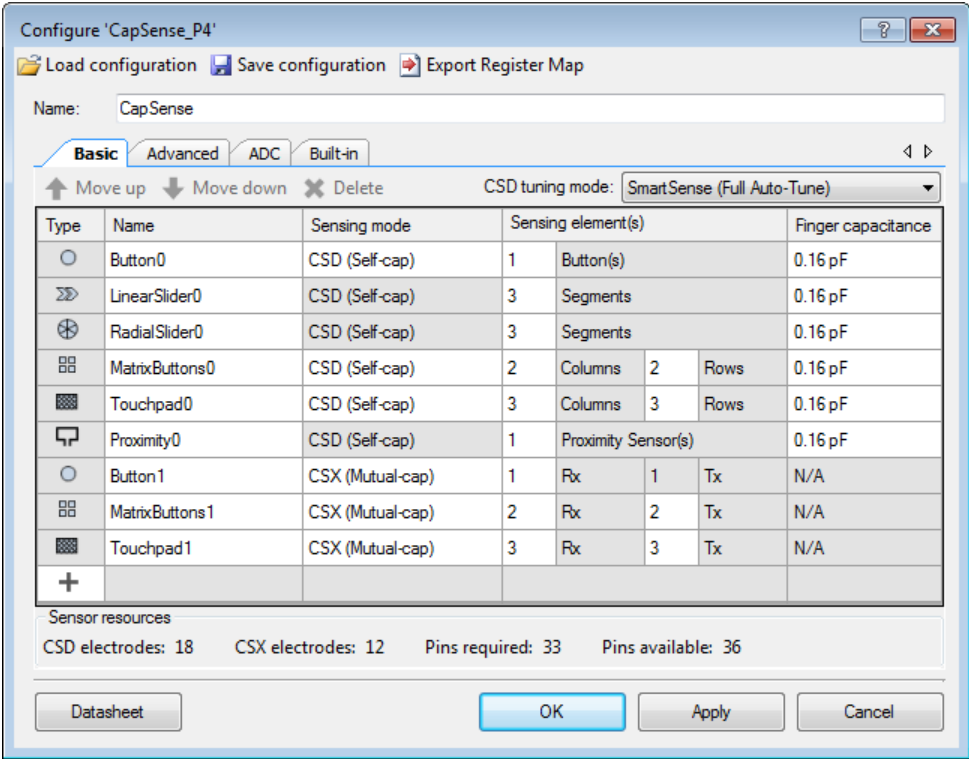 Configure 'CapSense_P4'
Load configuration Save configuration Export Register Map
Name: CapSense
Basic Advanced ADC Built-in
Move up Move down Delete CSD tuning mode: SmartSense (Full Auto-Tune)
Type Name Sensing mode Sensing element(s) Finger capacitance
Button0 CSD (Self-cap) 1 Button(s) 0.16 pF
LinearSlider0 CSD (Self-cap) 3 Segments 0.16 pF
RadialSlider0 CSD (Self-cap) 3 Segments 0.16 pF
MatrixButtons0 CSD (Self-cap) 2 Columns 2 Rows 0.16 pF
Touchpad0 CSD (Self-cap) 3 Columns 3 Rows 0.16 pF
Proximity0 CSD (Self-cap) 1 Proximity Sensor(s) 0.16 pF
Button1 CSX (Mutual-cap) 1 Rx 1 Tx N/A
MatrixButtons1 CSX (Mutual-cap) 2 Rx 2 Tx N/A
Touchpad1 CSX (Mutual-cap) 3 Rx 3 Tx N/A
Sensor resources
CSD electrodes: 18 CSX electrodes: 12 Pins required: 33 Pins available: 36
Datasheet OK Apply Cancel